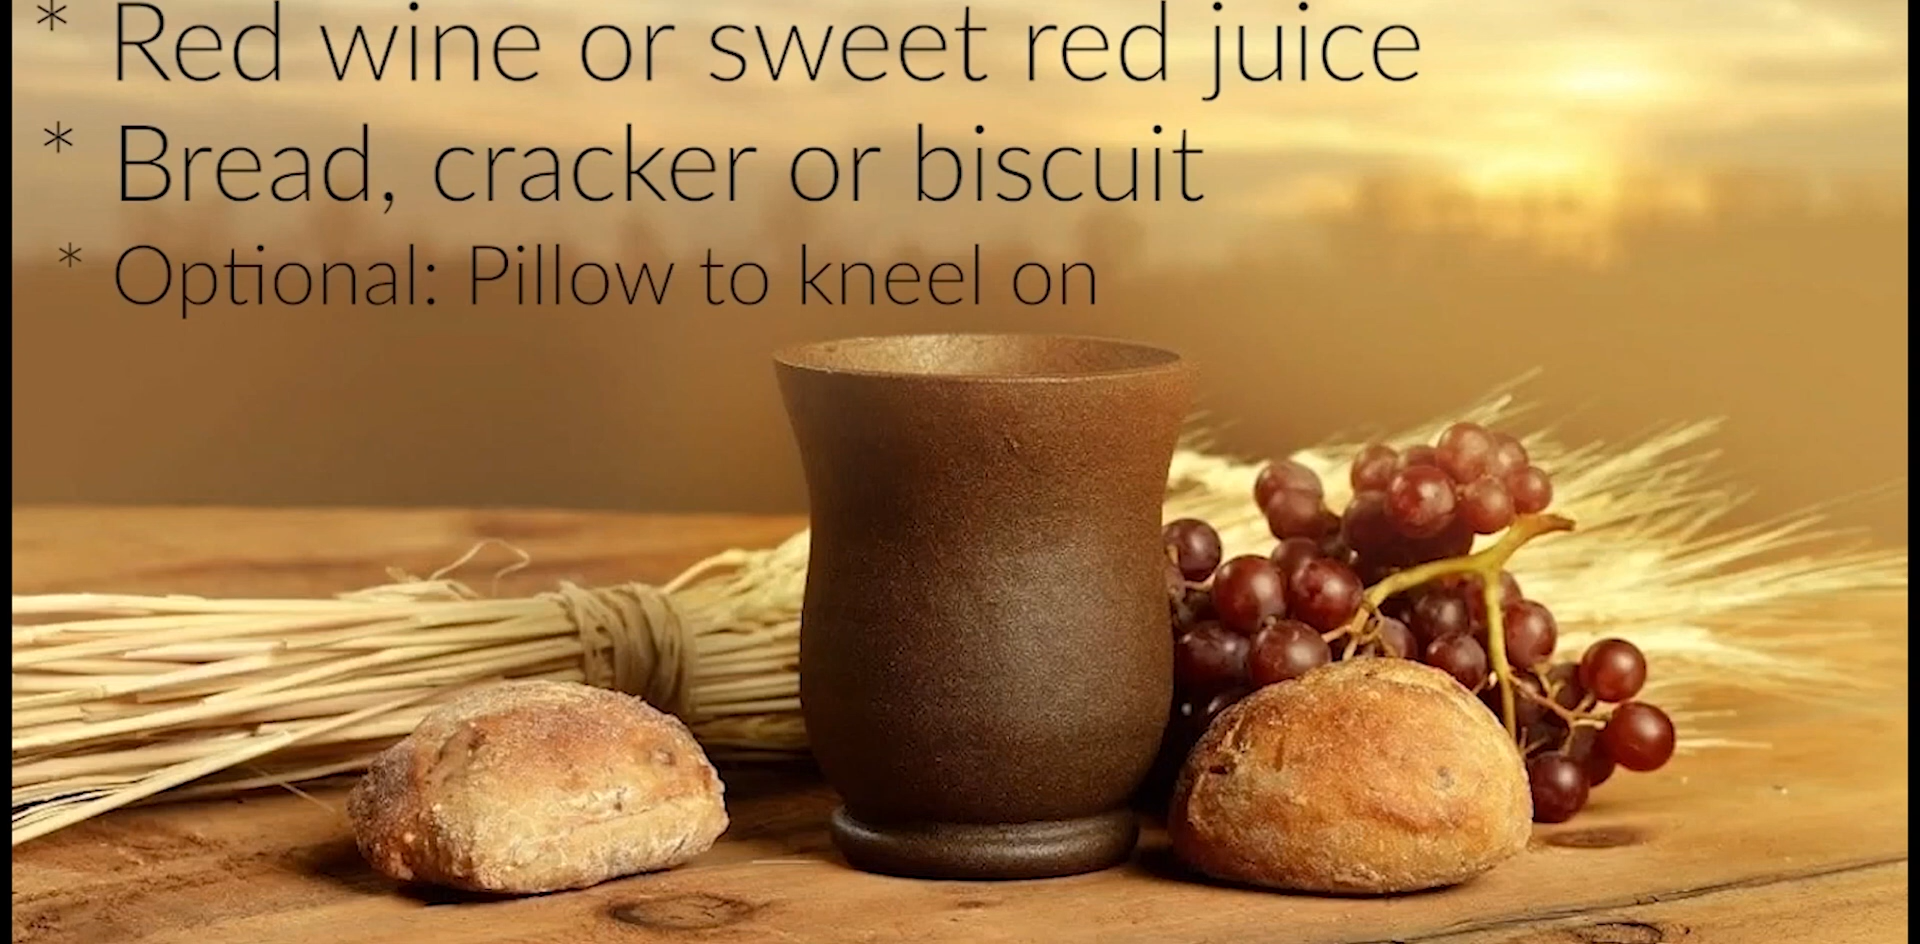 * Red wine or sweet red juice
* Bread, cracker or biscuit
* Optional: Pillow to kneel on